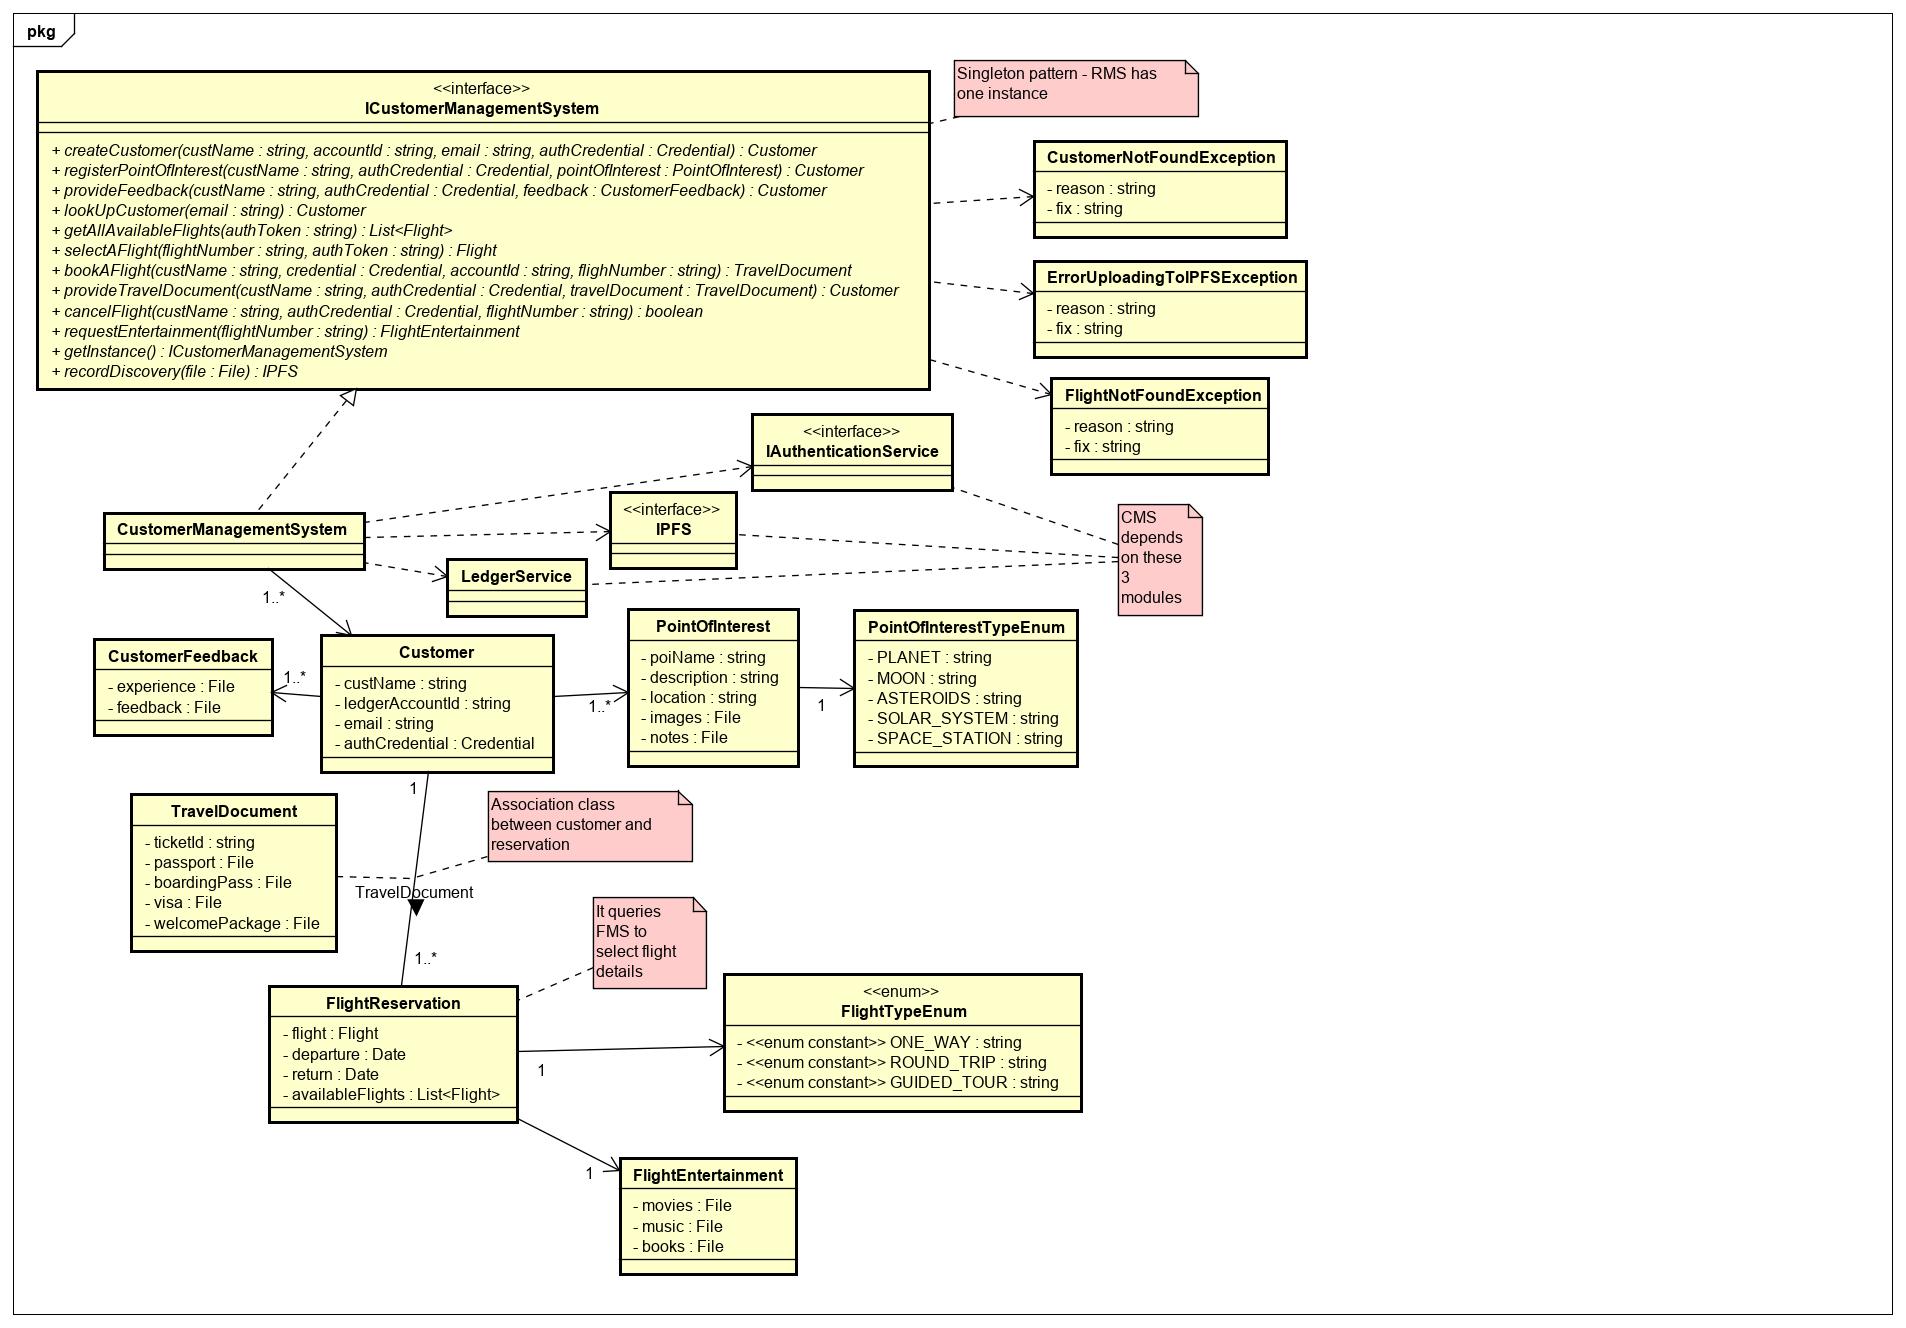 pkg
<<interface>>
ICustomerManagementSystem
+ createCustomer(custName : string, accountId : string, email : string, authCredential : Credential) : Customer
+ registerPointOfInterest(custName : string, authCredential : Credential, pointOfInterest : PointOfInterest) : Customer
+ provideFeedback(custName : string, authCredential : Credential, feedback : CustomerFeedback) : Customer
+ lookUpCustomer(email : string) : Customer
+ getAllAvailableFlights(authToken : string) : List<Flight>
+ selectAFlight(flightNumber : string, authToken : string) : Flight
+ bookAFlight(custName : string, credential : Credential, accountId : string, flighNumber : string) : TravelDocument
+ provideTravelDocument(custName : string, authCredential : Credential, travelDocument : TravelDocument) : Customer
+ cancelFlight(custName : string, authCredential : Credential, flightNumber : string) : boolean
+ requestEntertainment(flightNumber : string) : FlightEntertainment
+ getInstance() : ICustomerManagementSystem
+ recordDiscovery(file : File) : IPFS
Singleton pattern - RMS has
one instance
CustomerNotFoundException
- reason : string
- fix : string
ErrorUploadingToIPFSException
- reason : string
- fix : string
FlightNotFoundException
- reason : string
- fix : string
<<interface>>
IAuthenticationService
<<interface>>
IPFS
CustomerManagementSystem
LedgerService
CMS
depends
on these
3
modules
1..*
CustomerFeedback
- experience : File
- feedback : File
1..*
Customer
- custName : string
- ledgerAccountId : string
- email : string
- authCredential : Credential
1..*
PointOfInterest
- poiName : string
- description : string
- location : string
- images : File
- notes : File
1
PointOfInterestTypeEnum
- PLANET : string
- MOON : string
- ASTEROIDS : string
- SOLAR_SYSTEM : string
- SPACE_STATION : string
1
TravelDocument
- ticketId : string
- passport : File
- boardingPass : File
- visa : File
- welcomePackage : File
Association class
between customer and
reservation
TravelDocument
1..*
It queries
FMS to
select flight
details
FlightReservation
- flight : Flight
- departure : Date
- return : Date
- availableFlights : List<Flight>
1
<<enum>>
FlightTypeEnum
- <<enum constant>> ONE_WAY : string
- <<enum constant>> ROUND_TRIP : string
- <<enum constant>> GUIDED_TOUR : string
1
FlightEntertainment
- movies : File
- music : File
- books : File